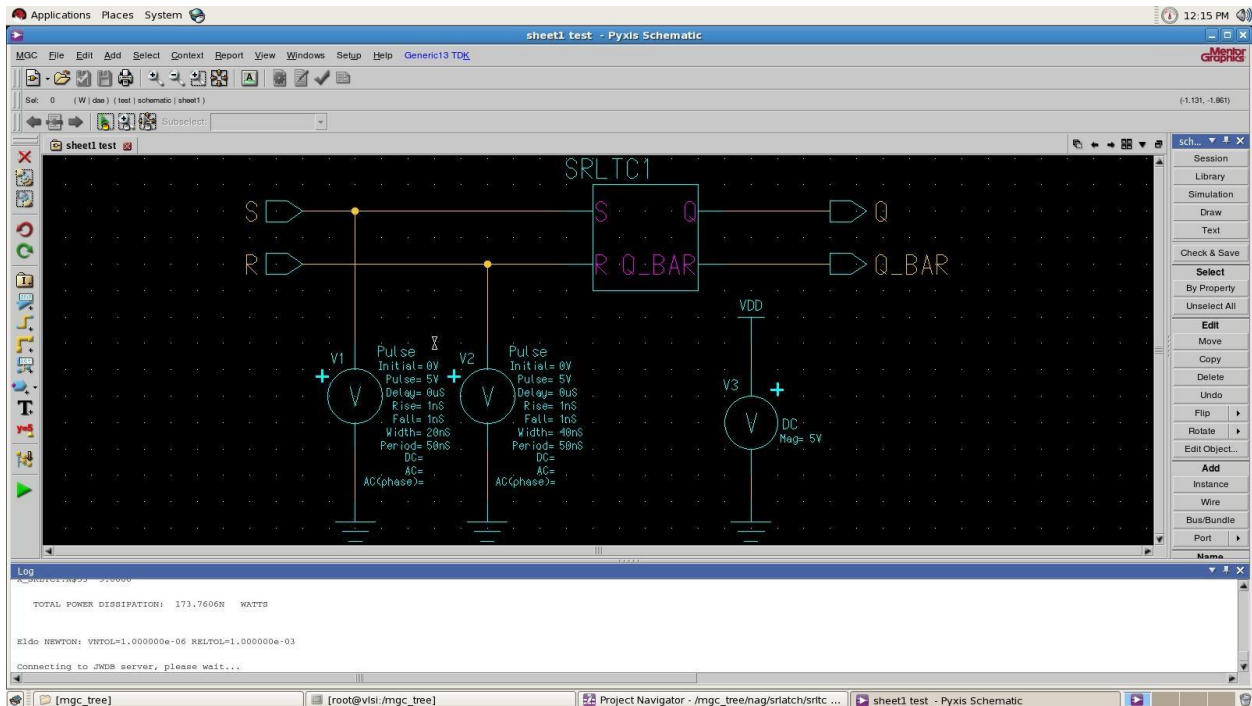 Applications Places System 12:15 PM
sheet1 test - Pyxis Schematic
MGC File Edit Add Select Context Report View Windows Setup Help Generic13 TDK
Mentor Graphics
Sel: 0 ( W | dae ) ( test | schematic | sheet1 ) (-1.131, -1.861)
Subselect:
sheet1 test
sch...
Session
Library
Simulation
Draw
Text
Check & Save
Select
By Property
Unselect All
Edit
Move
Copy
Delete
Undo
Flip
Rotate
Edit Object...
Add
Instance
Wire
Bus/Bundle
Port
Name
SRLTC1
S S Q Q
R R Q_BAR Q_BAR
VDD
V1
Pulse
Initial= 0V
Pulse= 5V
Delay= 0uS
Rise= 1nS
Fall= 1nS
Width= 20nS
Period= 50nS
DC=
AC=
AC(phase)=
V
V2
Pulse
Initial= 0V
Pulse= 5V
Delay= 0uS
Rise= 1nS
Fall= 1nS
Width= 40nS
Period= 50nS
DC=
AC=
AC(phase)=
V
V3
V
DC
Mag= 5V
Log
TOTAL POWER DISSIPATION: 173.7606N WATTS
Eldo NEWTON: VNTOL=1.000000e-06 RELTOL=1.000000e-03
Connecting to JWDB server, please wait...
[mgc_tree] [root@vlsi:/mgc_tree] Project Navigator - /mgc_tree/nag/srlatch/srltc ... sheet1 test - Pyxis Schematic